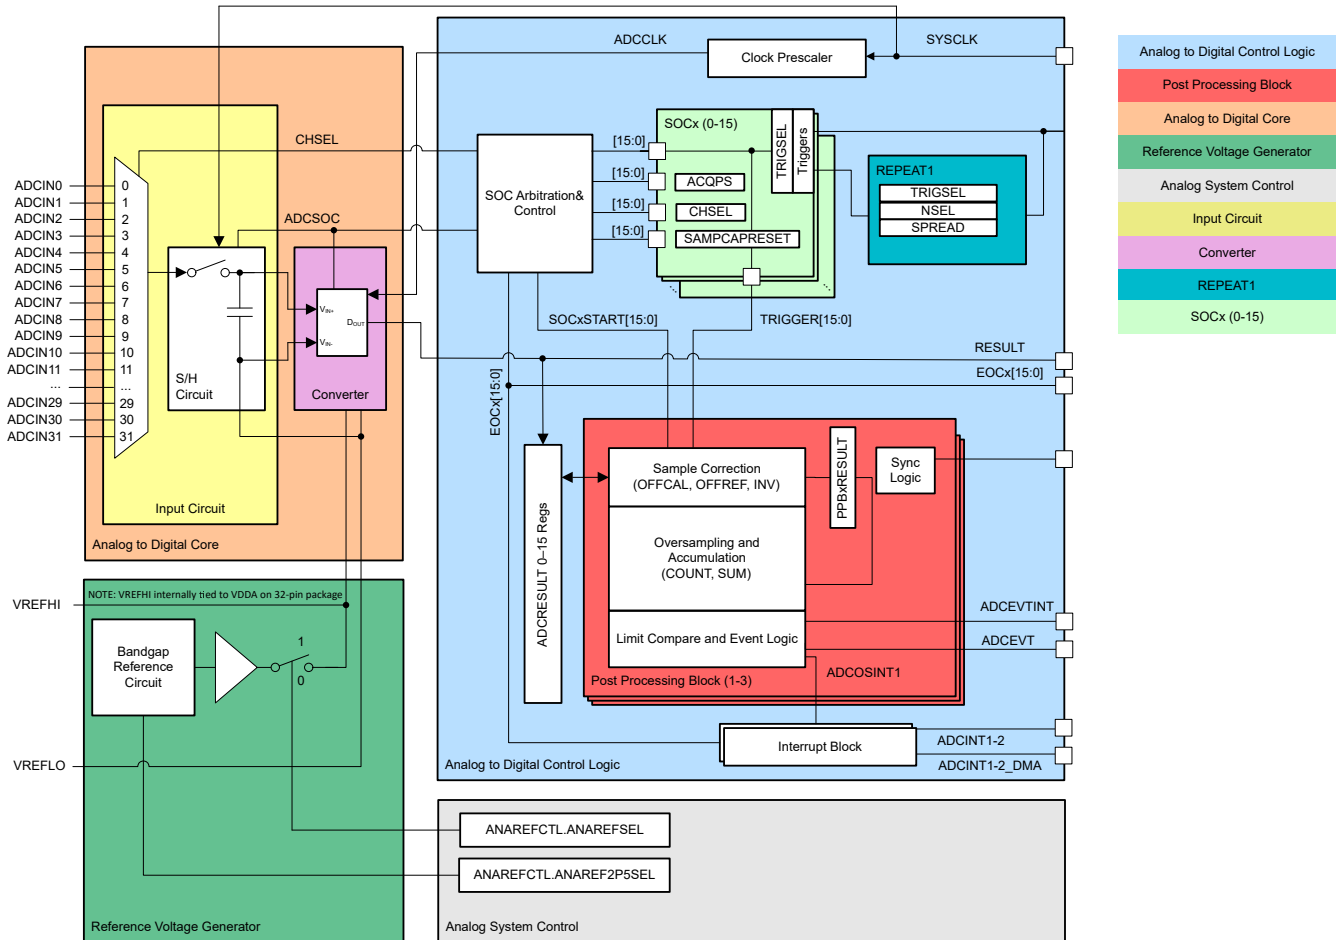 ADCCLK
SYSCLK
Clock Prescaler
CHSEL
ADCSOC
ADCIN0
ADCIN1
ADCIN2
ADCIN3
ADCIN4
ADCIN5
ADCIN6
ADCIN7
ADCIN8
ADCIN9
ADCIN10
ADCIN11
...
ADCIN29
ADCIN30
ADCIN31
0
1
2
3
4
5
6
7
8
9
10
11
...
29
30
31
S/H
Circuit
VIN+
VIN-
DOUT
Converter
Input Circuit
Analog to Digital Core
SOC Arbitration&
Control
[15:0]
[15:0]
[15:0]
[15:0]
SOCx (0-15)
TRIGSEL
Triggers
ACQPS
CHSEL
SAMPCAPRESET
REPEAT1
TRIGSEL
NSEL
SPREAD
SOCxSTART[15:0]
TRIGGER[15:0]
RESULT
EOCx[15:0]
EOCx[15:0]
ADCRESULT 0–15 Regs
Sample Correction
(OFFCAL, OFFREF, INV)
Oversampling and
Accumulation
(COUNT, SUM)
Limit Compare and Event Logic
PPBxRESULT
Sync
Logic
Post Processing Block (1-3)
ADCEVTINT
ADCEVT
ADCOSINT1
Interrupt Block
ADCINT1-2
ADCINT1-2_DMA
Analog to Digital Control Logic
VREFHI
NOTE: VREFHI internally tied to VDDA on 32-pin package
Bandgap
Reference
Circuit
1
0
VREFLO
Reference Voltage Generator
ANAREFCTL.ANAREFSEL
ANAREFCTL.ANAREF2P5SEL
Analog System Control
Analog to Digital Control Logic
Post Processing Block
Analog to Digital Core
Reference Voltage Generator
Analog System Control
Input Circuit
Converter
REPEAT1
SOCx (0-15)